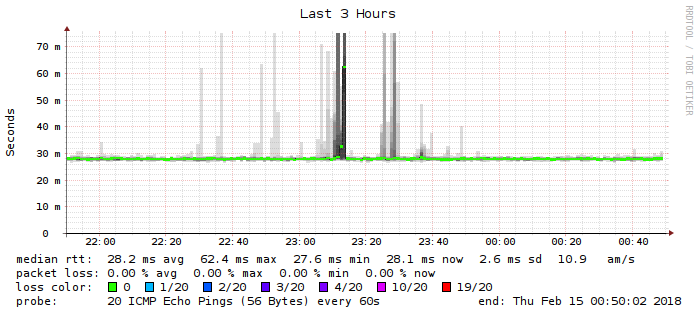 Last 3 Hours
RRDTOOL / TOBI OETIKER
Seconds
70 m
60 m
50 m
40 m
30 m
20 m
10 m
0
22:00 22:20 22:40 23:00 23:20 23:40 00:00 00:20 00:40
median rtt: 28.2 ms avg 62.4 ms max 27.6 ms min 28.1 ms now 2.6 ms sd 10.9 am/s
packet loss: 0.00 % avg 0.00 % max 0.00 % min 0.00 % now
loss color: 0 1/20 2/20 3/20 4/20 10/20 19/20
probe: 20 ICMP Echo Pings (56 Bytes) every 60s end: Thu Feb 15 00:50:02 2018